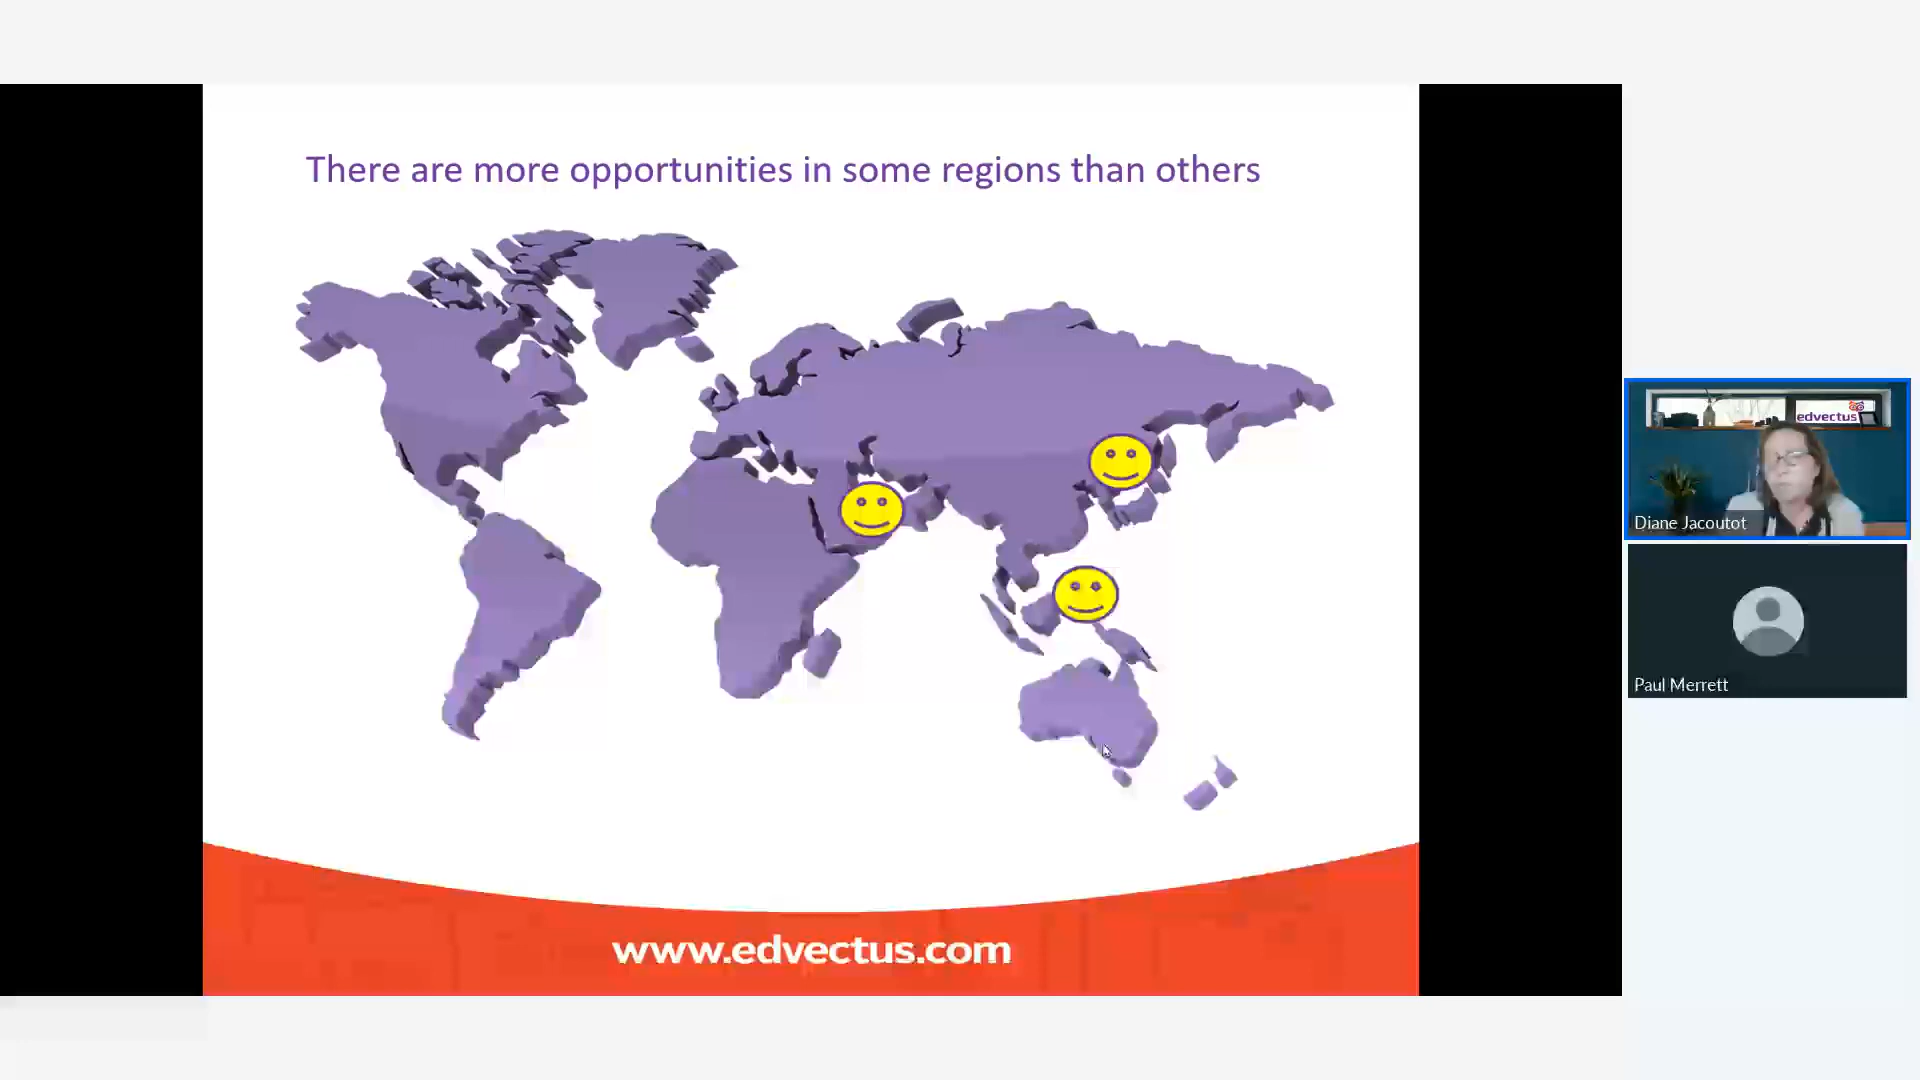 There are more opportunities in some regions than others
edvectus
Diane Jacoutot
Paul Merrett
www.edvectus.com